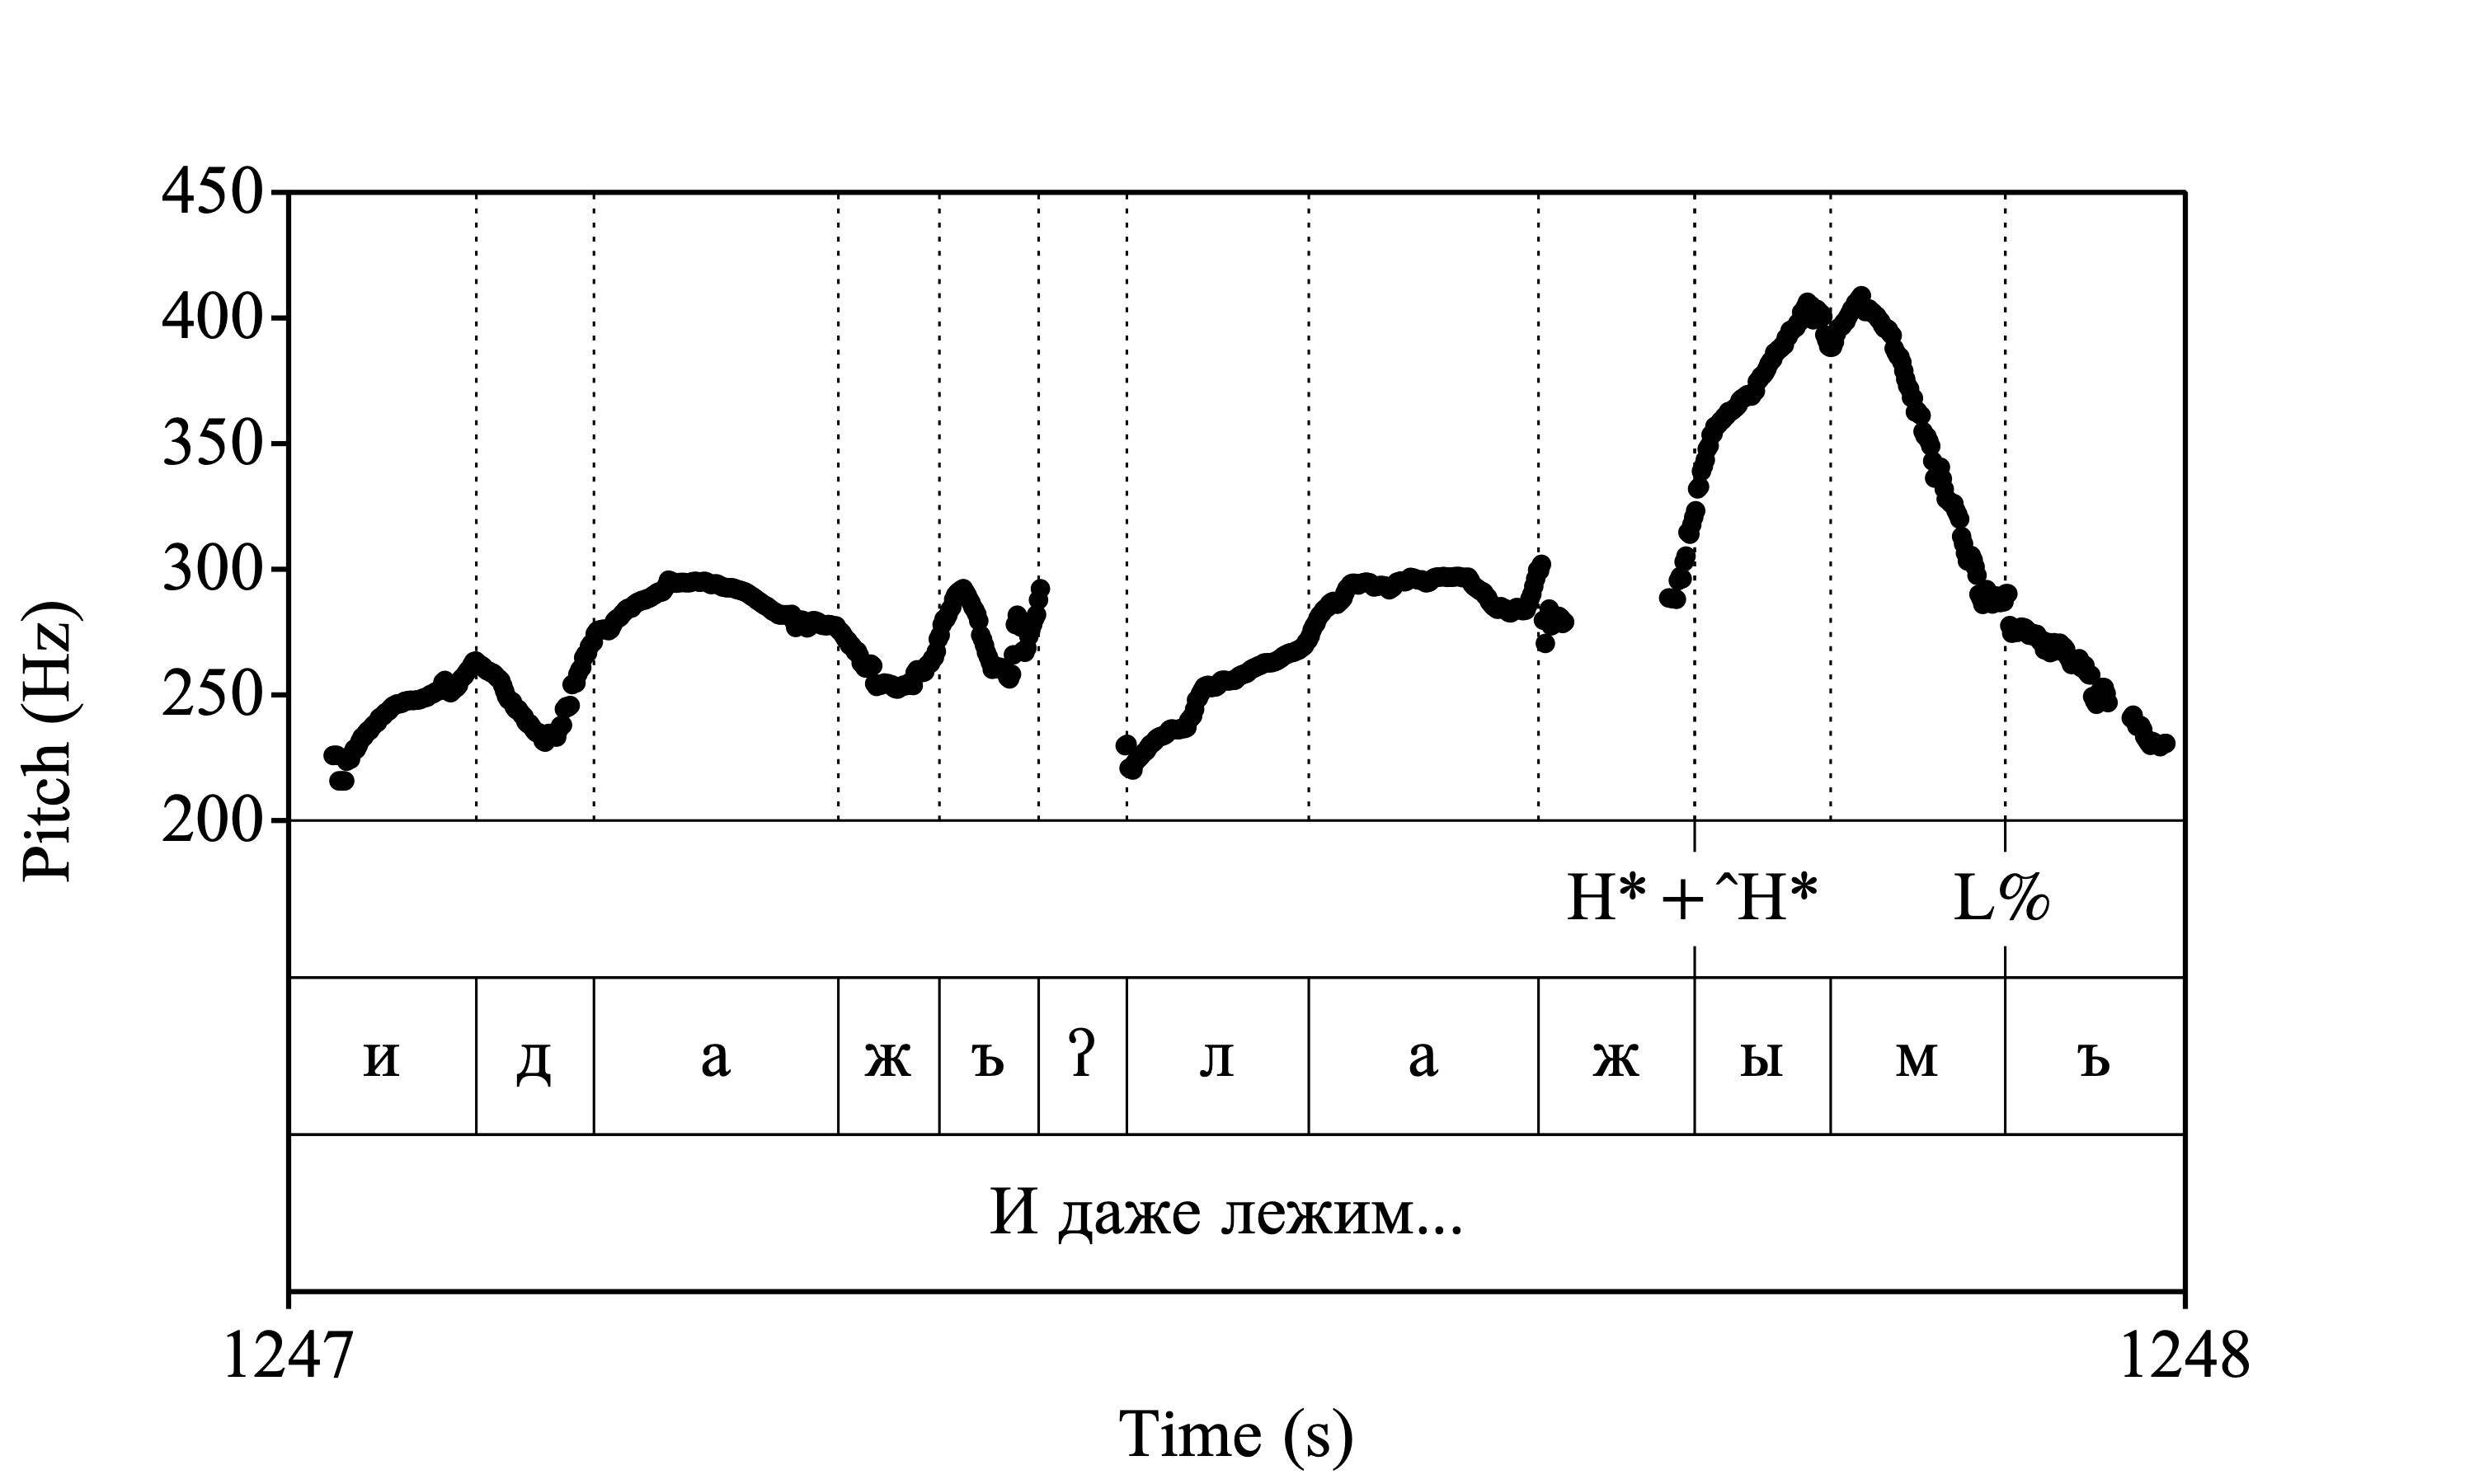 450
400
350
300
250
200
Pitch (Hz)
H*+^H* L%
и д а ж ъ ʔ л а ж ы м ъ
И даже лежим...
1247 1248
Time (s)